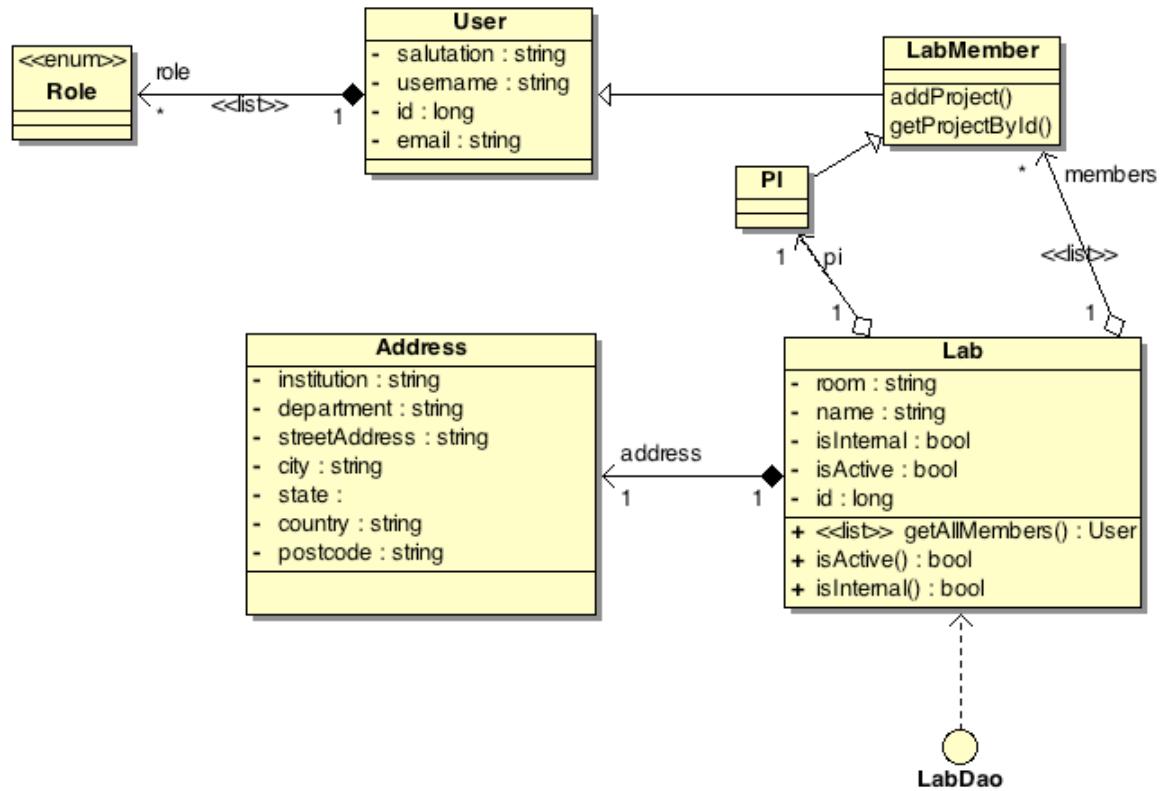 <<enum>>
Role
role
*
<<list>>
1
User
- salutation : string
- username : string
- id : long
- email : string
LabMember
addProject()
getProjectById()
PI
1
pi
1
*
members
<<list>>
1
Address
- institution : string
- department : string
- streetAddress : string
- city : string
- state :
- country : string
- postcode : string
address
1
1
Lab
- room : string
- name : string
- isInternal : bool
- isActive : bool
- id : long
+ <<list>> getAllMembers() : User
+ isActive() : bool
+ isInternal() : bool
LabDao